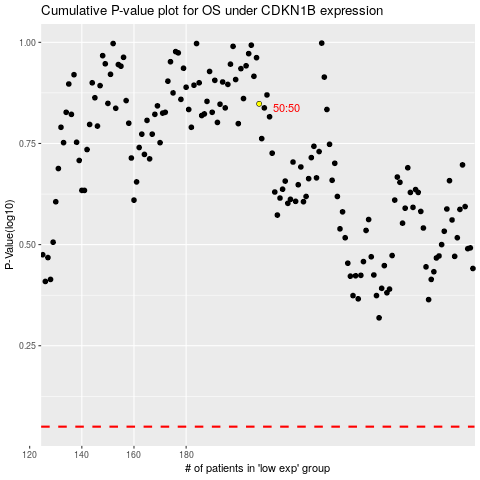 Cumulative P-value plot for OS under CDKN1B expression
P-Value(log10)
1.00
0.75
0.50
0.25
50:50
120 140 160 180
# of patients in 'low exp' group